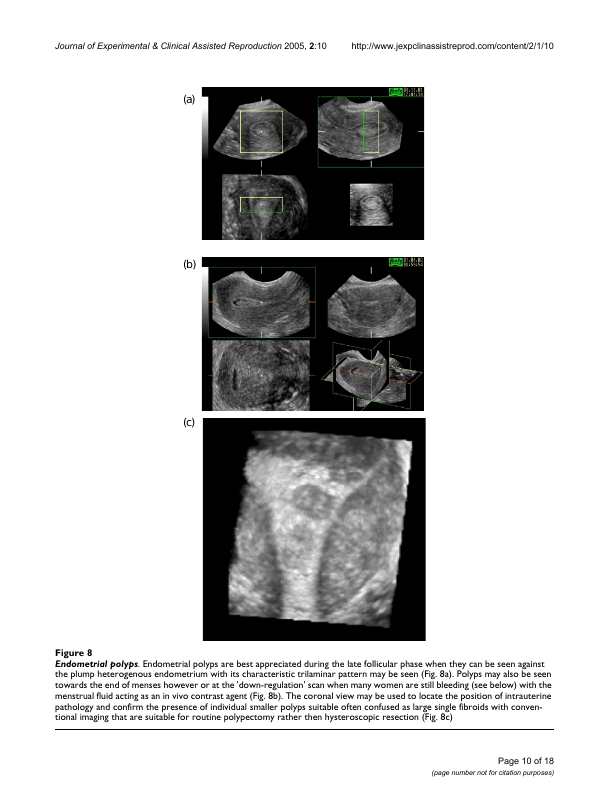 Journal of Experimental & Clinical Assisted Reproduction 2005, 2:10 http://www.jexpclinassistreprod.com/content/2/1/10
(a)
(b)
(c)
Figure 8
Endometrial polyps. Endometrial polyps are best appreciated during the late follicular phase when they can be seen against
the plump heterogenous endometrium with its characteristic trilaminar pattern may be seen (Fig. 8a). Polyps may also be seen
towards the end of menses however or at the 'down-regulation' scan when many women are still bleeding (see below) with the
menstrual fluid acting as an in vivo contrast agent (Fig. 8b). The coronal view may be used to locate the position of intrauterine
pathology and confirm the presence of individual smaller polyps suitable often confused as large single fibroids with conven-
tional imaging that are suitable for routine polypectomy rather then hysteroscopic resection (Fig. 8c)
Page 10 of 18
(page number not for citation purposes)